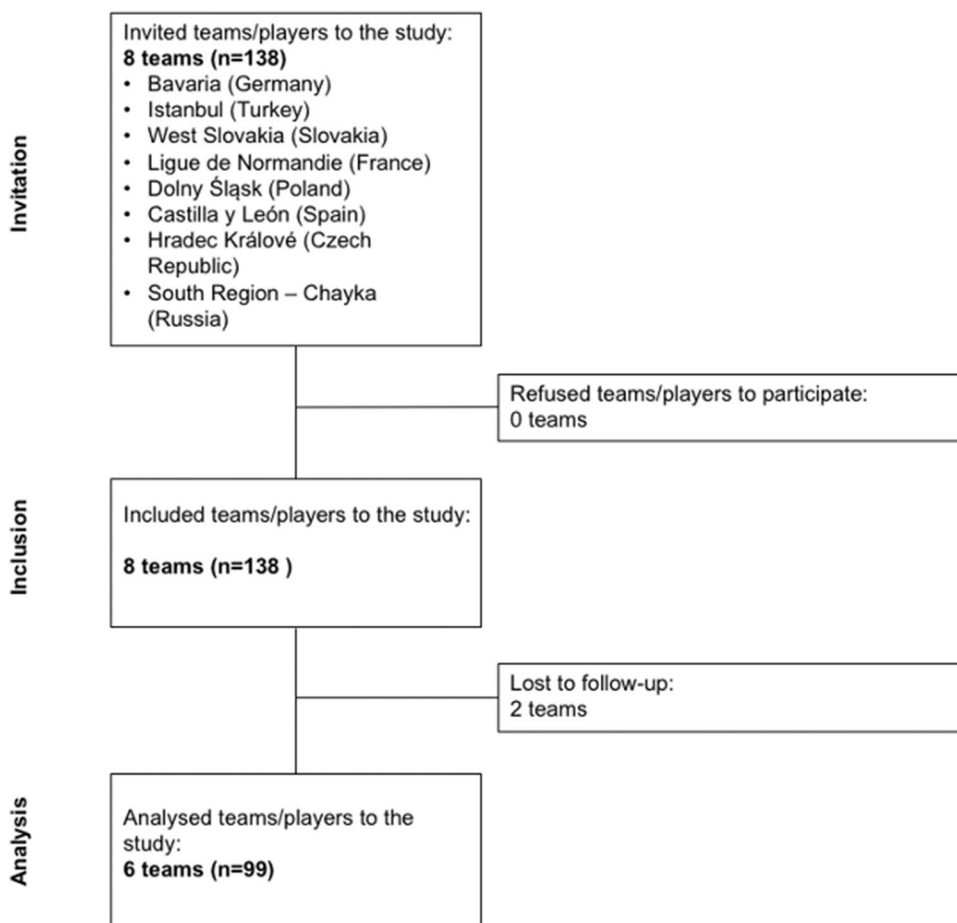 Invitation
Invited teams/players to the study:
8 teams (n=138)
• Bavaria (Germany)
• Istanbul (Turkey)
• West Slovakia (Slovakia)
• Ligue de Normandie (France)
• Dolny Śląsk (Poland)
• Castilla y León (Spain)
• Hradec Králové (Czech
Republic)
• South Region – Chayka
(Russia)
Refused teams/players to participate:
0 teams
Inclusion
Included teams/players to the study:
8 teams (n=138 )
Lost to follow-up:
2 teams
Analysis
Analysed teams/players to the
study:
6 teams (n=99)